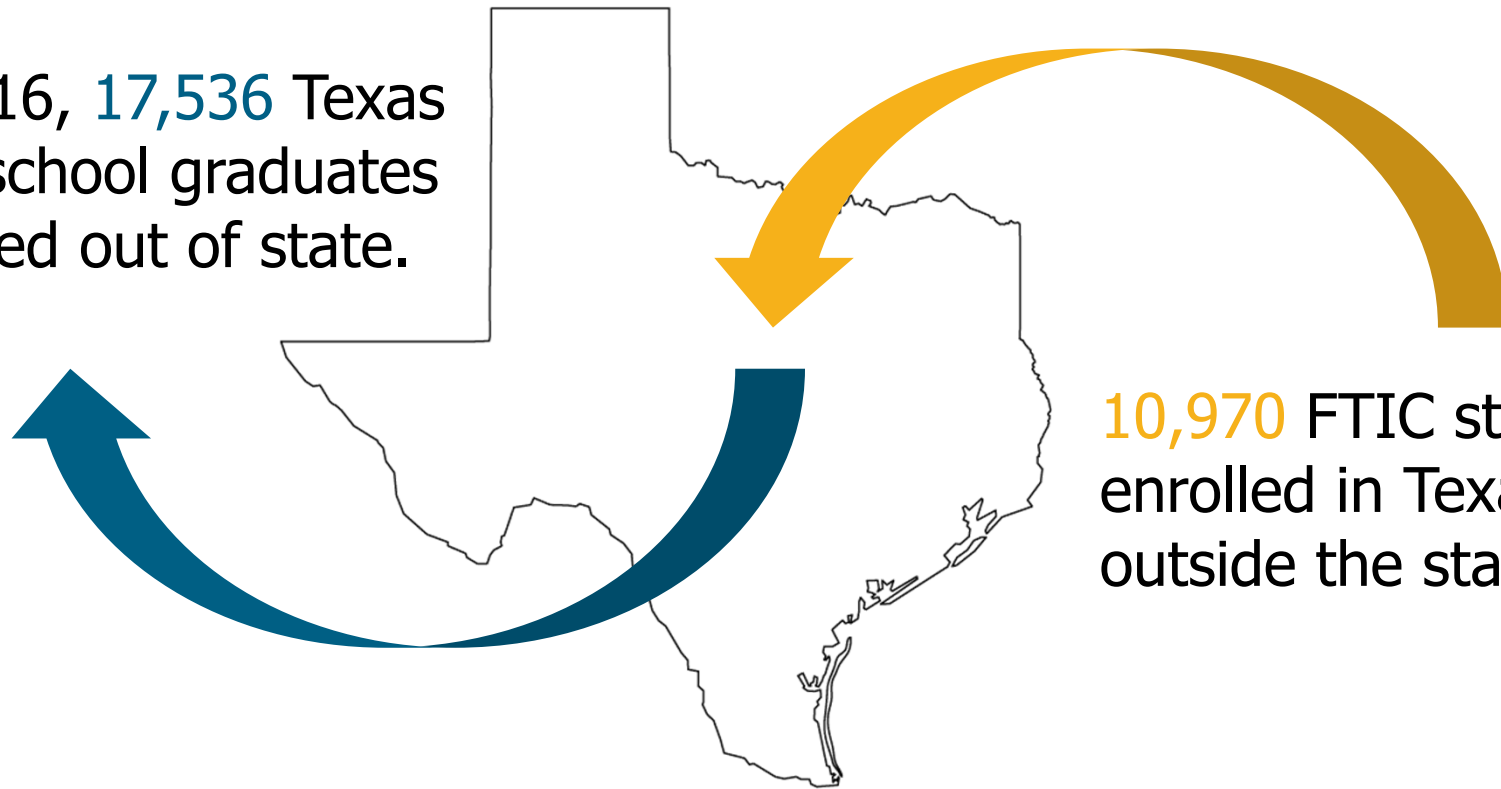 16, 17,536 Texas
school graduates
ed out of state.
10,970 FTIC st
enrolled in Texa
outside the sta